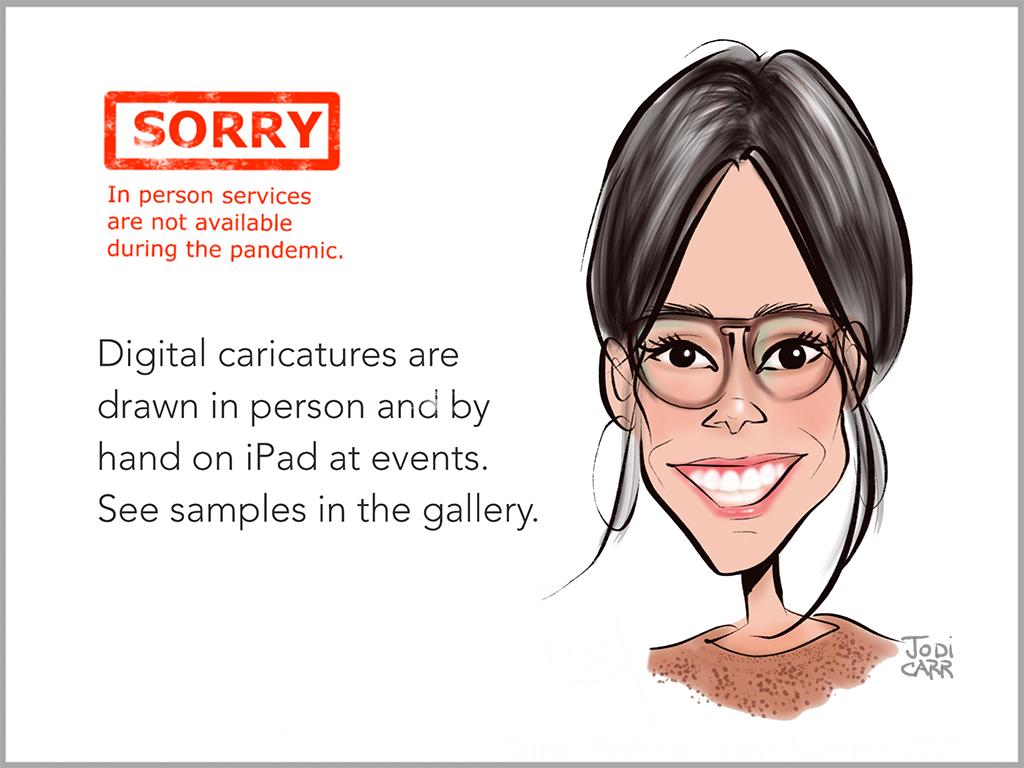 SORRY
In person services
are not available
during the pandemic.
Digital caricatures are
drawn in person and by
hand on iPad at events.
See samples in the gallery.
JODi
CARR